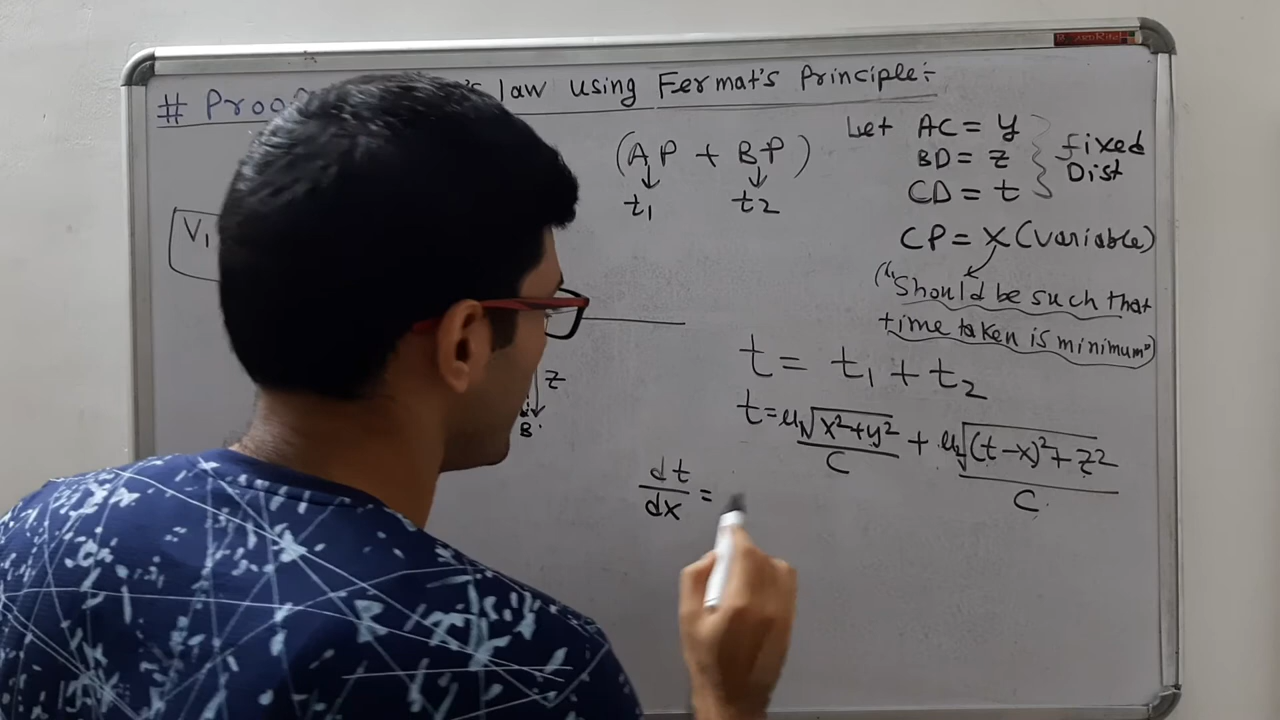 # Proof law using Fermat's Principle:-
(AP + BP)
t1 t2
Let AC = y
BD = z
CD = t
fixed
Dist
CP = x (variable)
("Should be such that
time taken is minimum")
V1
t = t1 + t2
z
B
t = μ1√x²+y² / C + μ2√(t-x)²+z² / C
dt/dx =